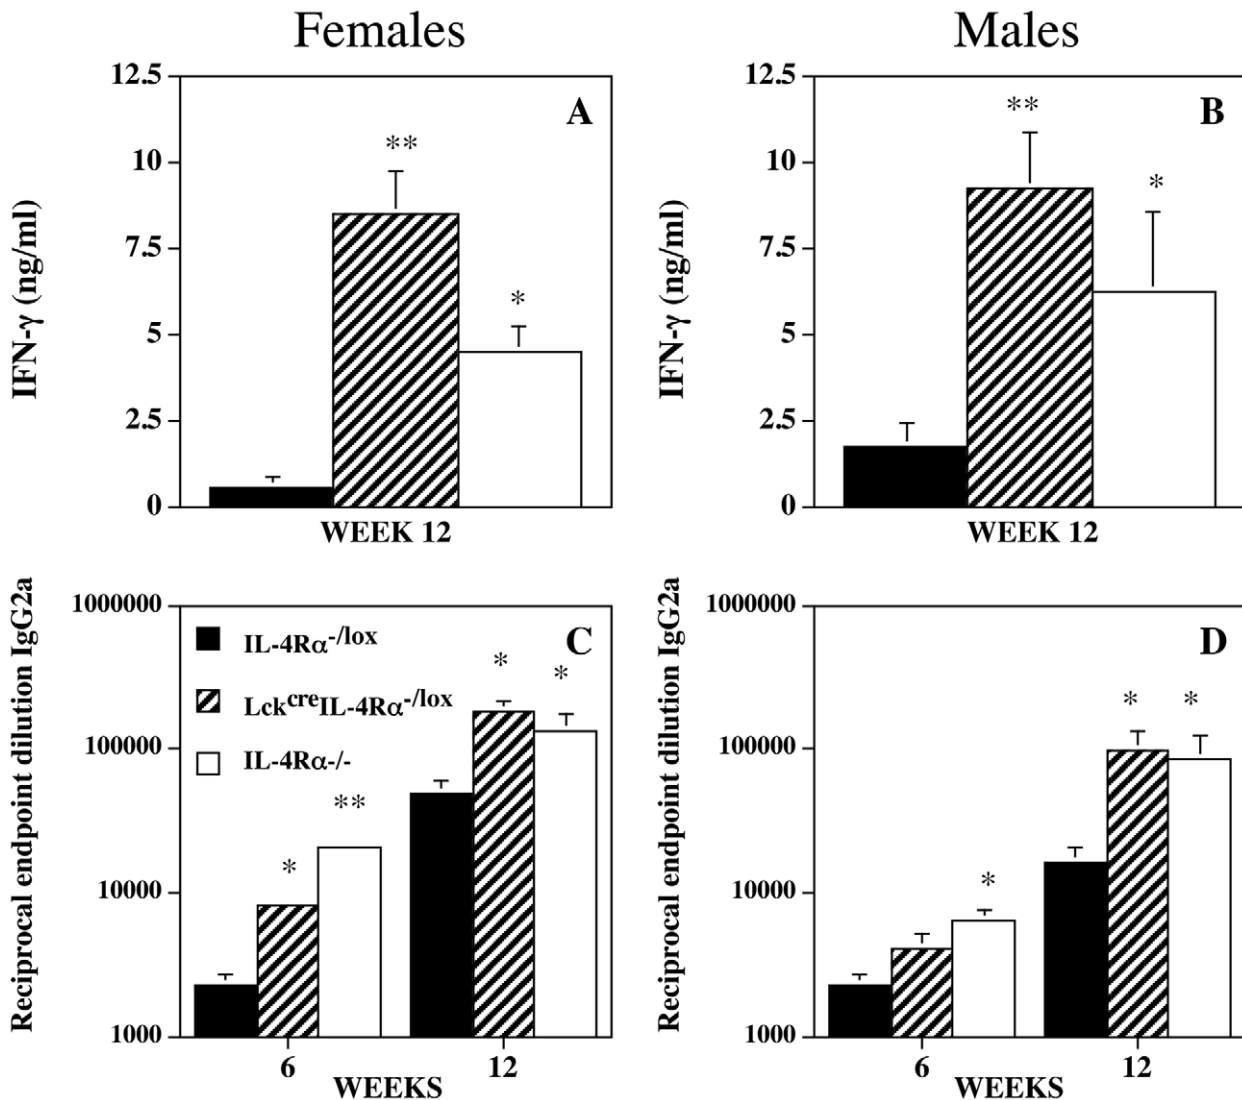 Females
Males
12.5
10
7.5
5
2.5
0
IFN-γ (ng/ml)
A
**
*
WEEK 12
12.5
10
7.5
5
2.5
0
IFN-γ (ng/ml)
B
**
*
WEEK 12
1000000
100000
10000
1000
Reciprocal endpoint dilution IgG2a
C
IL-4Rα-/lox
LckcreIL-4Rα-/lox
IL-4Rα-/-
*
**
*
*
6
12
WEEKS
1000000
100000
10000
1000
Reciprocal endpoint dilution IgG2a
D
*
*
*
6
12
WEEKS